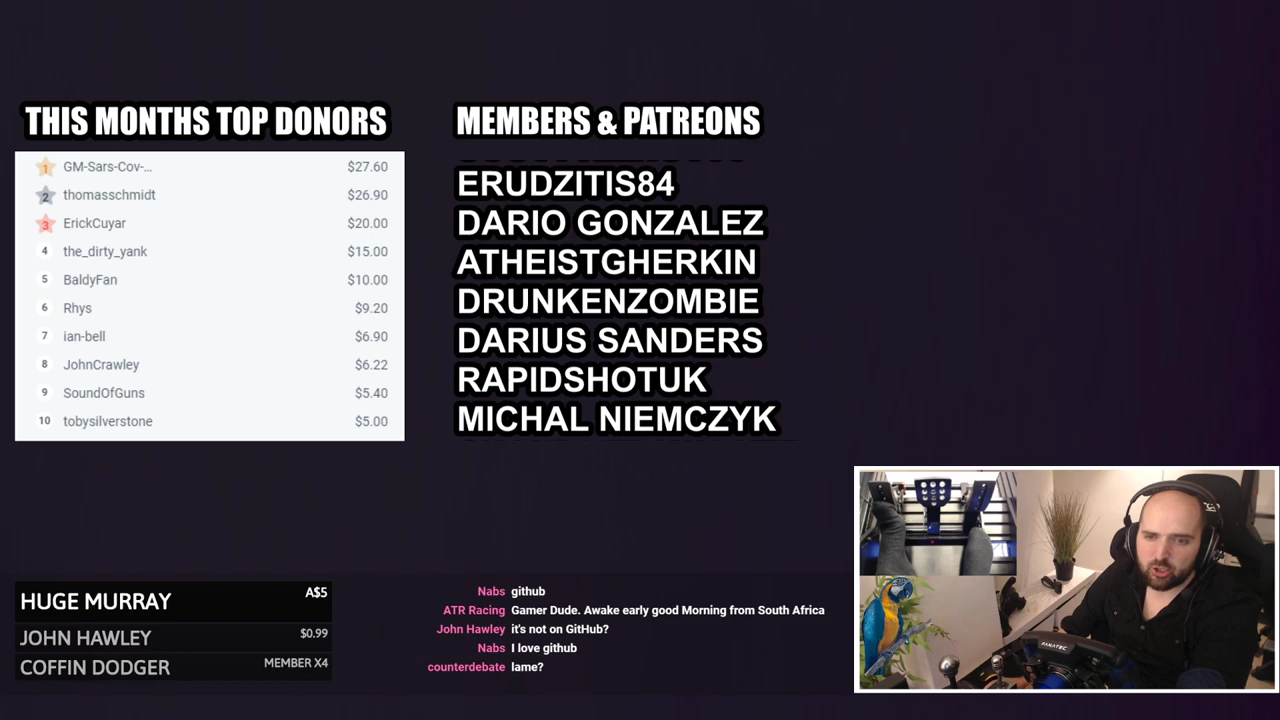 THIS MONTHS TOP DONORS
1 GM-Sars-Cov-... $27.60
2 thomasschmidt $26.90
3 ErickCuyar $20.00
4 the_dirty_yank $15.00
5 BaldyFan $10.00
6 Rhys $9.20
7 ian-bell $6.90
8 JohnCrawley $6.22
9 SoundOfGuns $5.40
10 tobysilverstone $5.00
MEMBERS & PATREONS
ERUDZITIS84
DARIO GONZALEZ
ATHEISTGHERKIN
DRUNKENZOMBIE
DARIUS SANDERS
RAPIDSHOTUK
MICHAL NIEMCZYK
HUGE MURRAY A$5
JOHN HAWLEY $0.99
COFFIN DODGER MEMBER X4
Nabs github
ATR Racing Gamer Dude. Awake early good Morning from South Africa
John Hawley it's not on GitHub?
Nabs I love github
counterdebate lame?
FANATEC